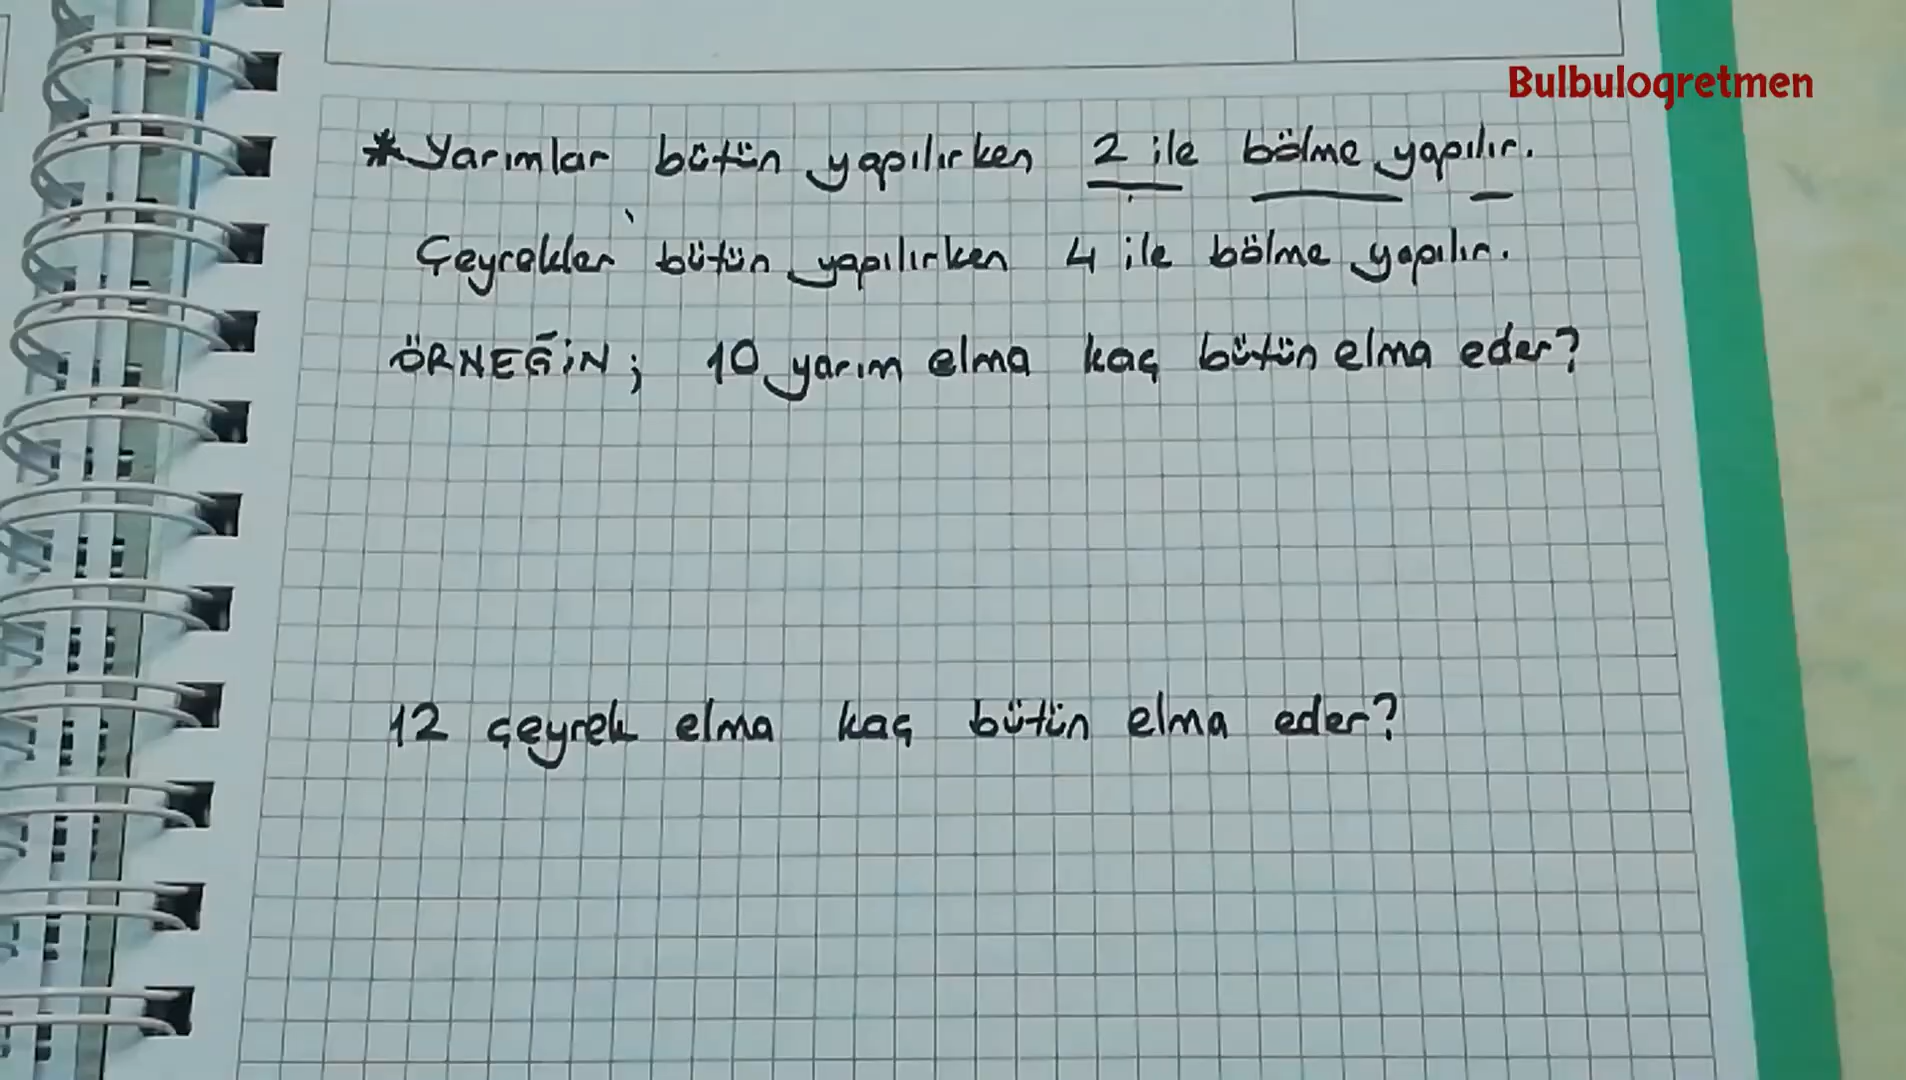 Bulbulogretmen
* Yarımlar bütün yapılırken 2 ile bölme yapılır.
Çeyrekler bütün yapılırken 4 ile bölme yapılır.
ÖRNEĞİN; 10 yarım elma kaç bütün elma eder?
12 çeyrek elma kaç bütün elma eder?